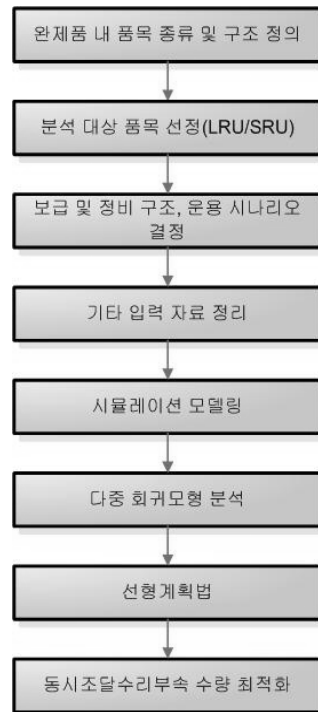 완제품 내 품목 종류 및 구조 정의
분석 대상 품목 선정(LRU/SRU)
보급 및 정비 구조, 운용 시나리오
결정
기타 입력 자료 정리
시뮬레이션 모델링
다중 회귀모형 분석
선형계획법
동시조달수리부속 수량 최적화